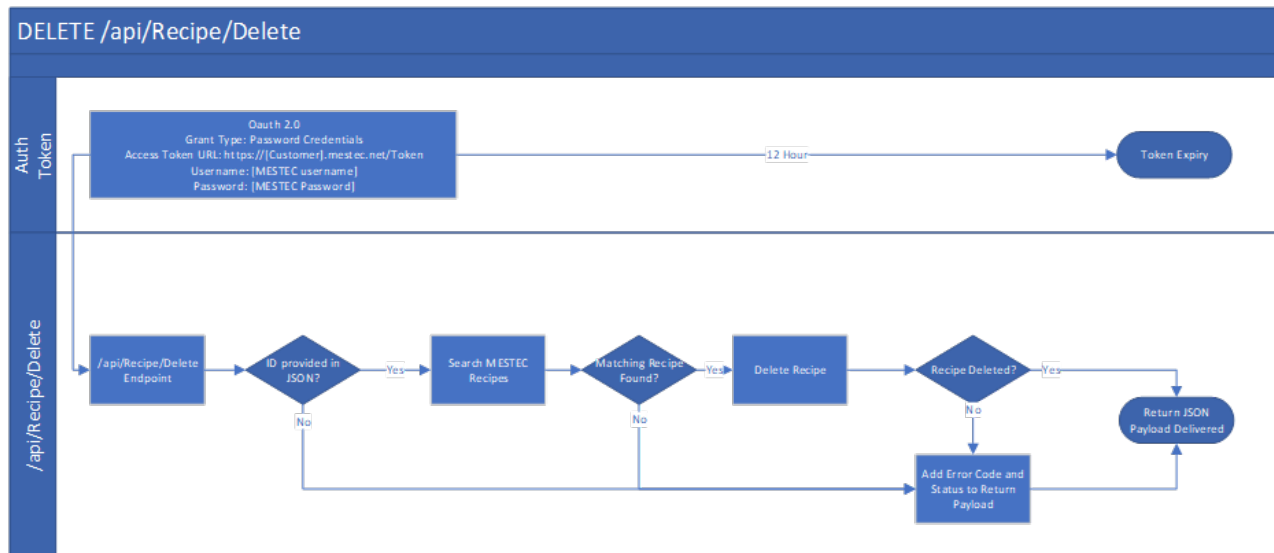 DELETE /api/Recipe/Delete
Auth
Token
Oauth 2.0
Grant Type: Password Credentials
Access Token URL: https://[Customer].mestec.net/Token
Username: [MESTEC username]
Password: [MESTEC Password]
12 Hour
Token Expiry
/api/Recipe/Delete
/api/Recipe/Delete
Endpoint
ID provided in
JSON?
Yes
Search MESTEC
Recipes
Matching Recipe
Found?
Yes
Delete Recipe
Recipe Deleted?
Yes
Return JSON
Payload Delivered
No
No
No
Add Error Code and
Status to Return
Payload